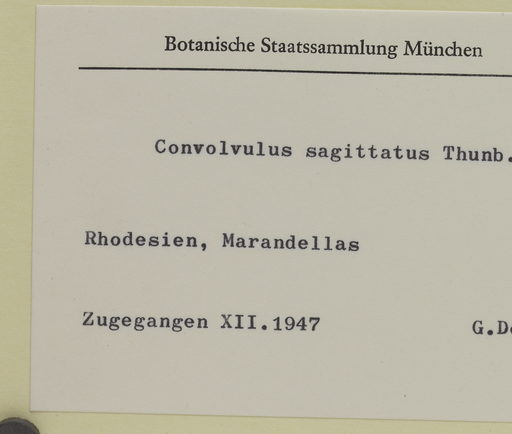 Botanische Staatssammlung München
Convolvulus sagittatus Thunb.
Rhodesien, Marandellas
Zugegangen XII.1947 G.D